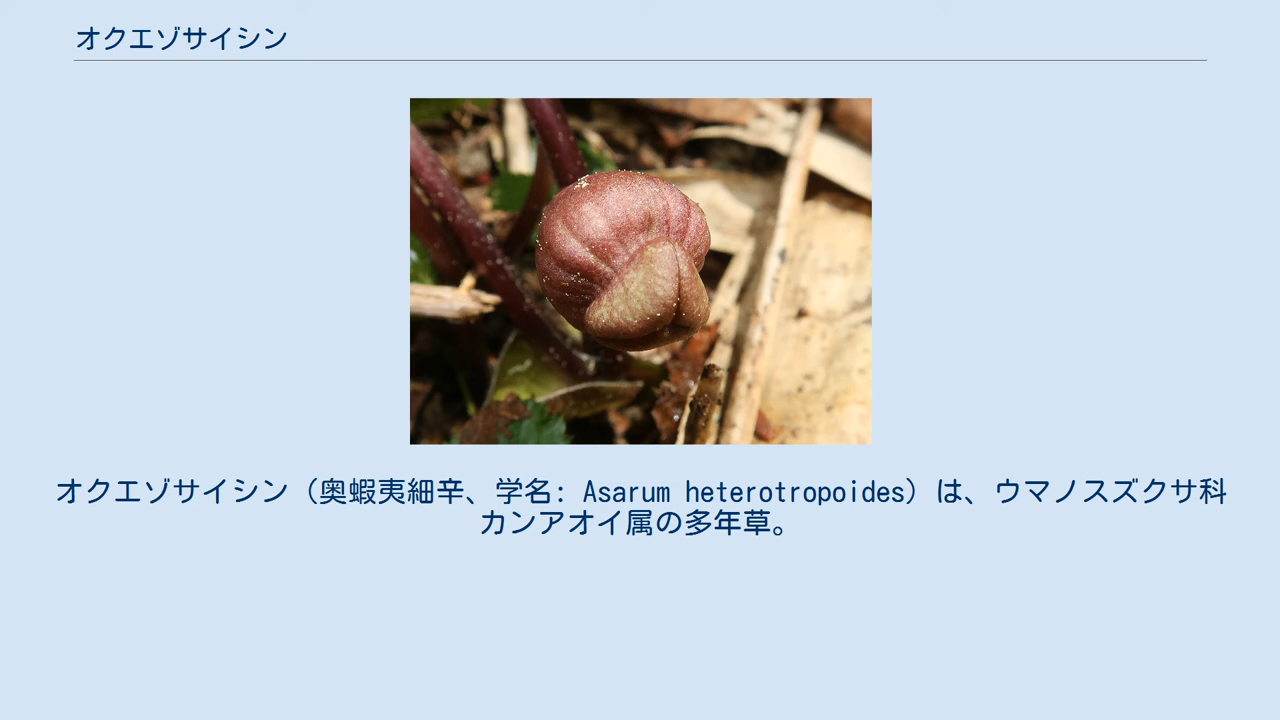 オクエゾサイシン
オクエゾサイシン（奥蝦夷細辛、学名: Asarum heterotropoides）は、ウマノスズクサ科
カンアオイ属の多年草。